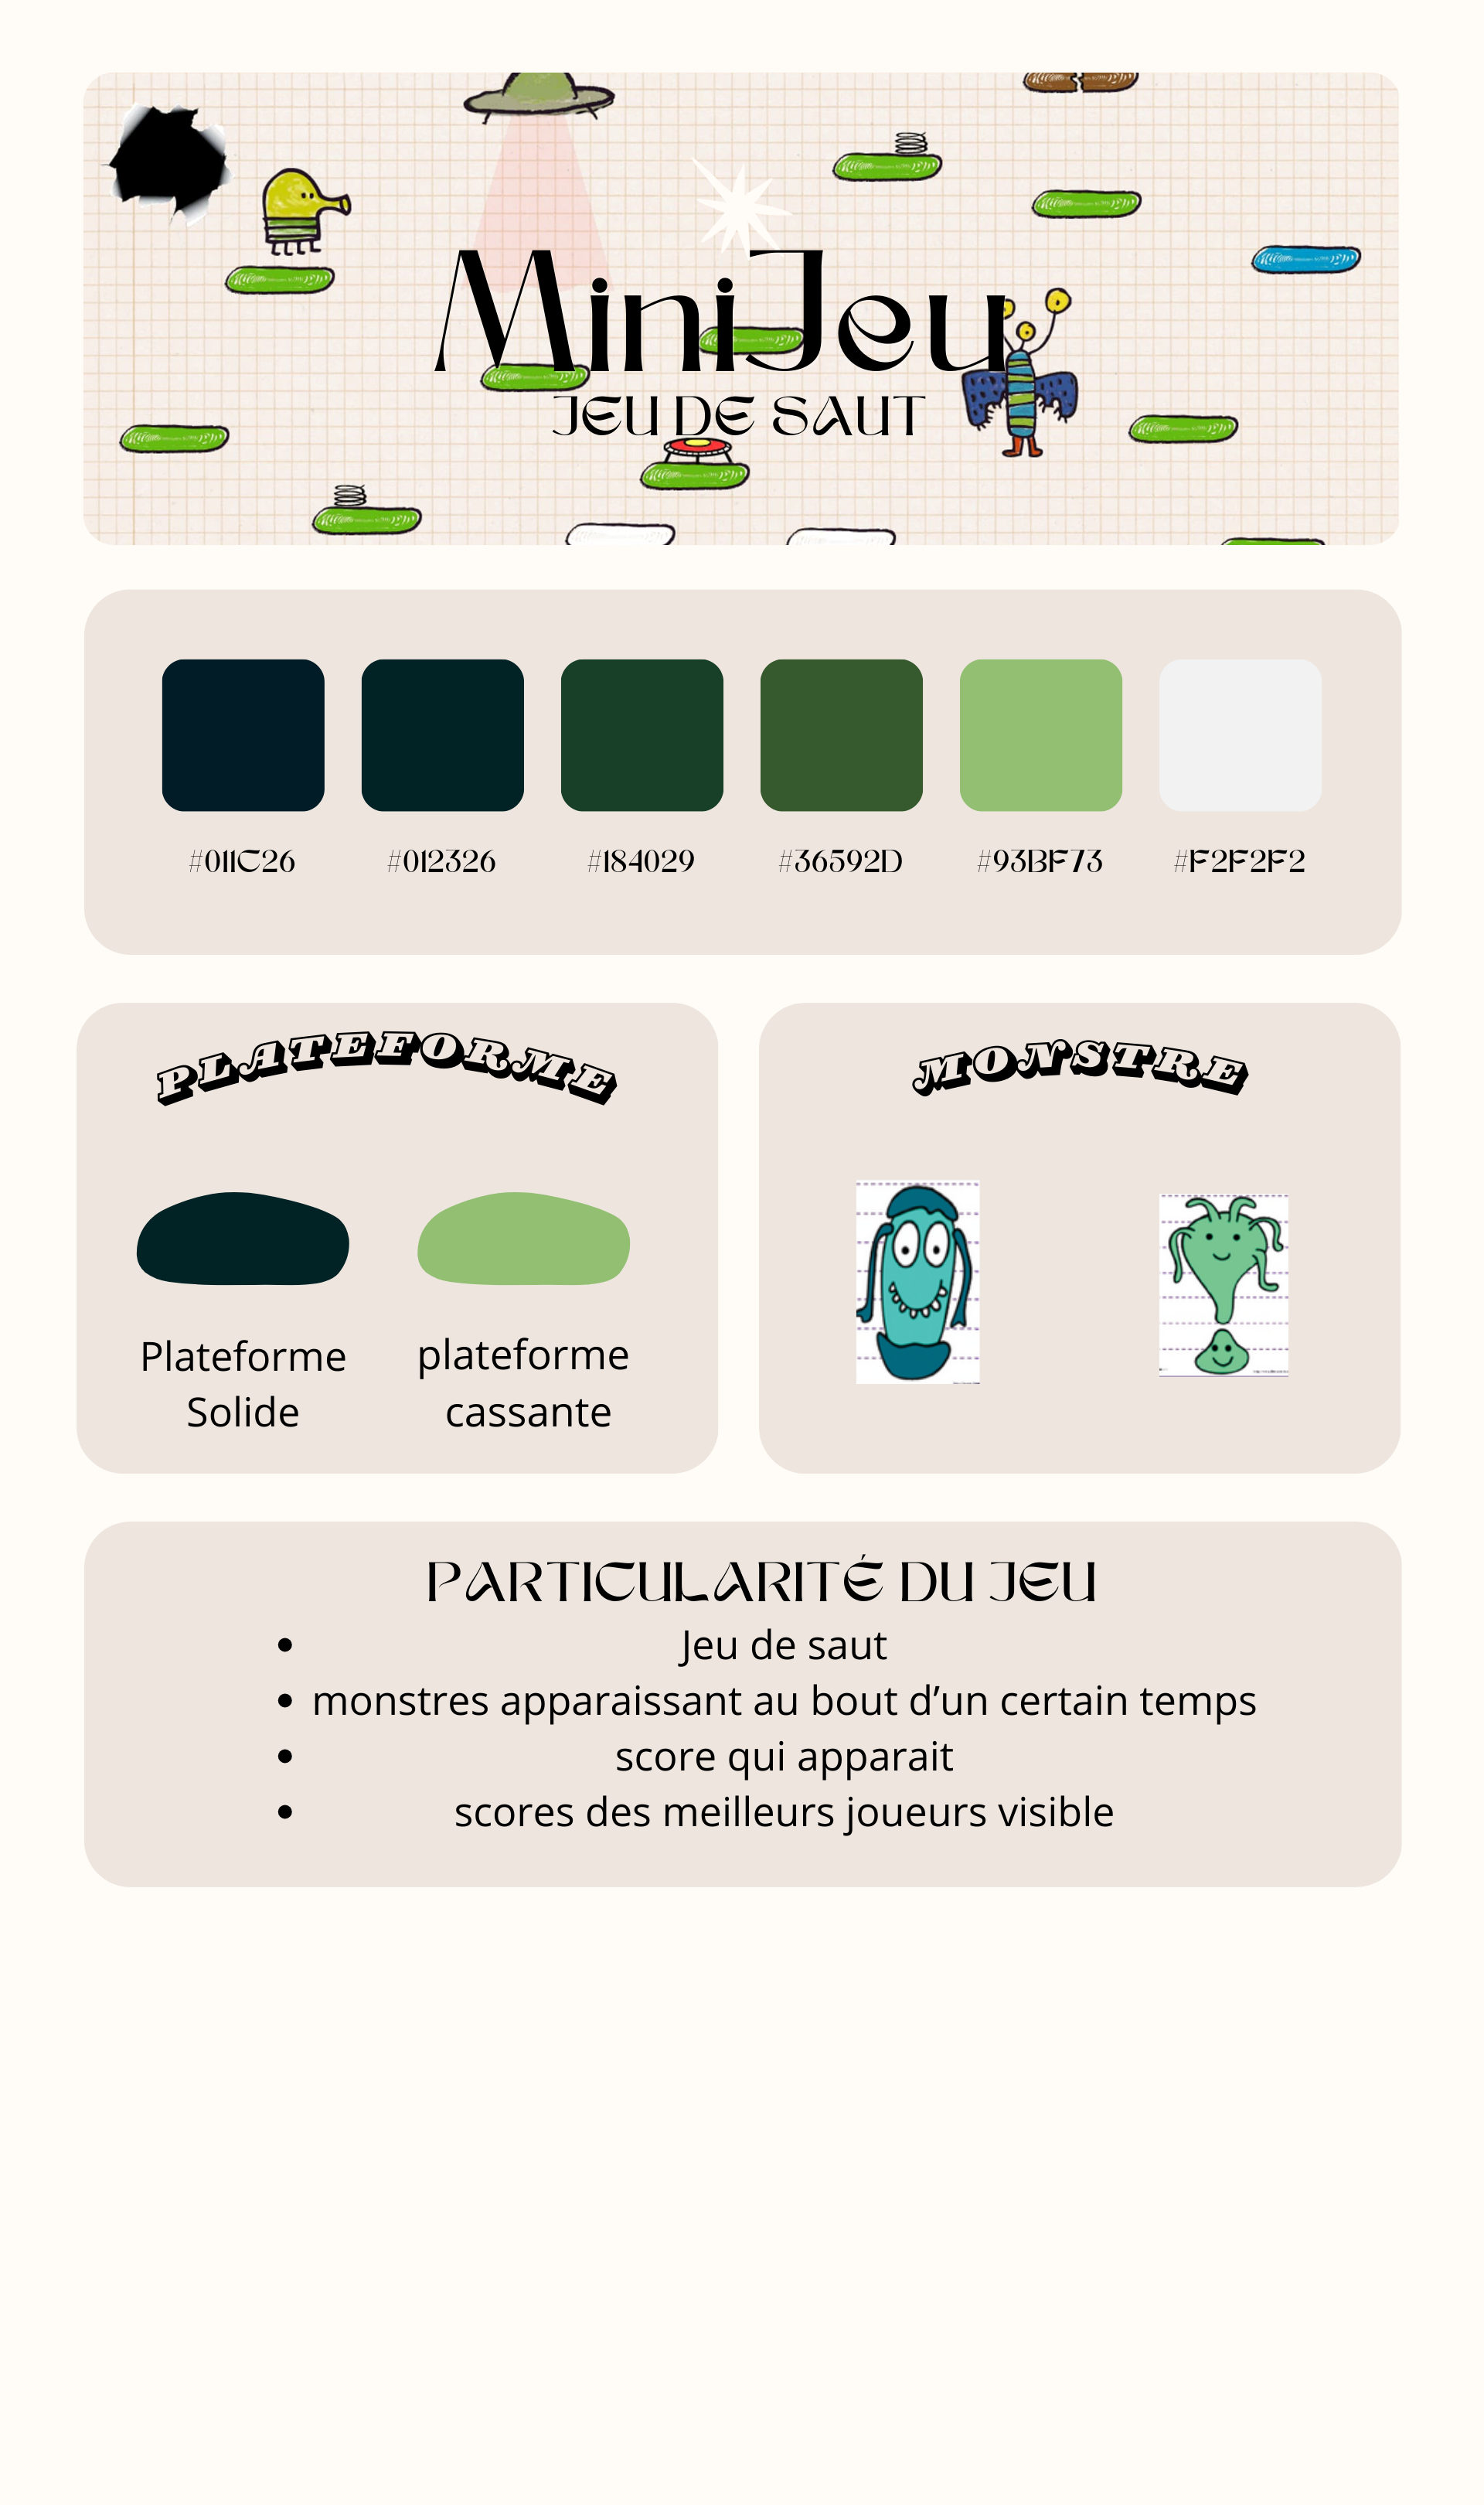 MiniJeu
JEU DE SAUT
#011C26
#012326
#184029
#36592D
#93BF73
#F2F2F2
PLATEFORME
Plateforme
Solide
plateforme
cassante
MONSTRE
PARTICULARITÉ DU JEU
• Jeu de saut
• monstres apparaissant au bout d’un certain temps
• score qui apparait
• scores des meilleurs joueurs visible